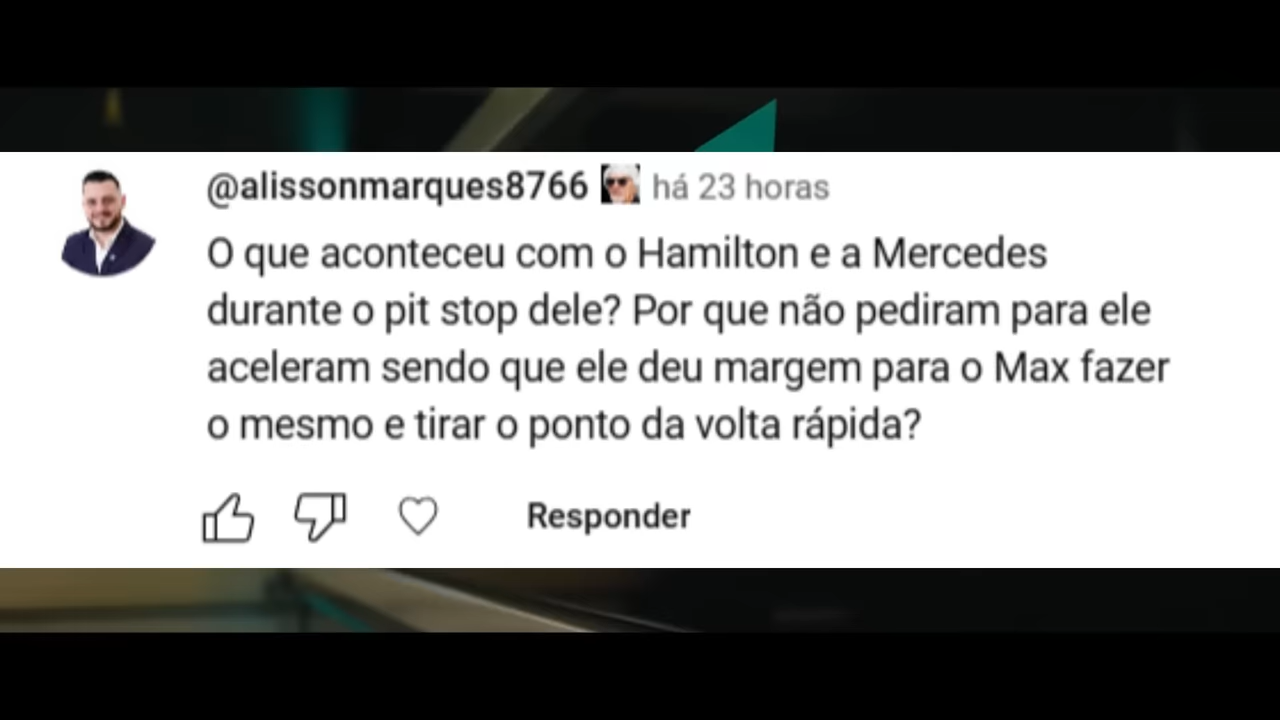 @alissonmarques8766 há 23 horas
O que aconteceu com o Hamilton e a Mercedes
durante o pit stop dele? Por que não pediram para ele
aceleram sendo que ele deu margem para o Max fazer
o mesmo e tirar o ponto da volta rápida?
Responder